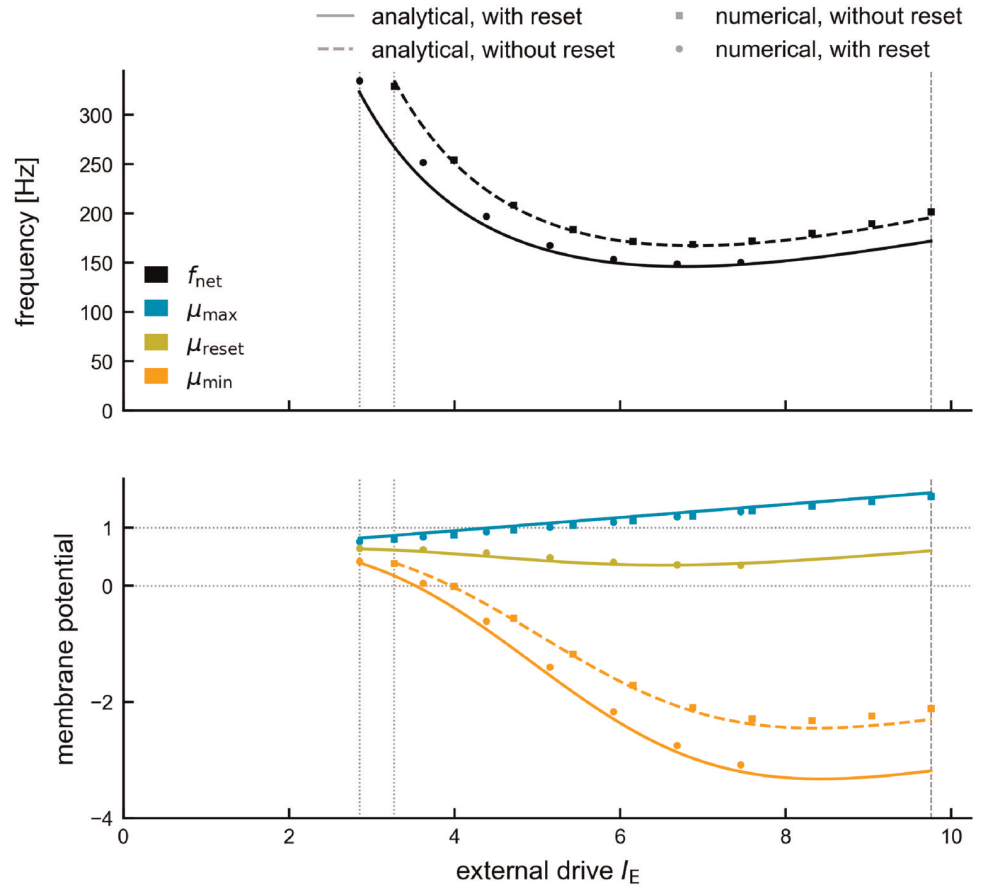 analytical, with reset
numerical, without reset
analytical, without reset
numerical, with reset
frequency [Hz]
300
250
200
150
100
50
0
f_net
μ_max
μ_reset
μ_min
0
2
4
6
8
10
membrane potential
1
0
−2
−4
external drive I_E